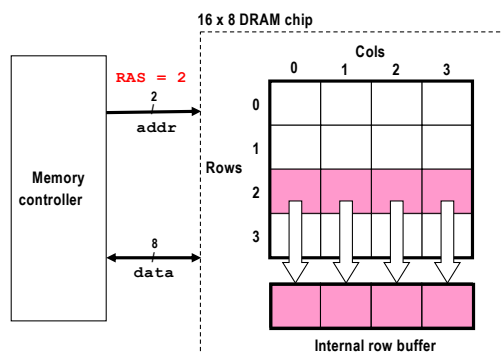 16 x 8 DRAM chip
Cols
RAS = 2
0 1 2 3
2
0
addr
1
Rows
Memory
controller
2
8
3
data
Internal row buffer